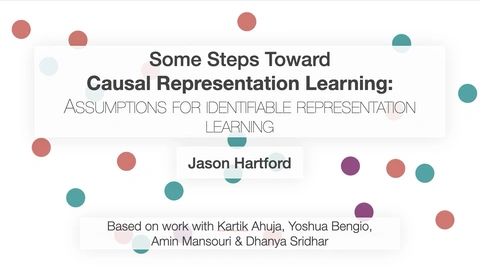 Some Steps Toward
Causal Representation Learning:
ASSUMPTIONS FOR IDENTIFIABLE REPRESENTATION
LEARNING
Jason Hartford
Based on work with Kartik Ahuja, Yoshua Bengio,
Amin Mansouri & Dhanya Sridhar